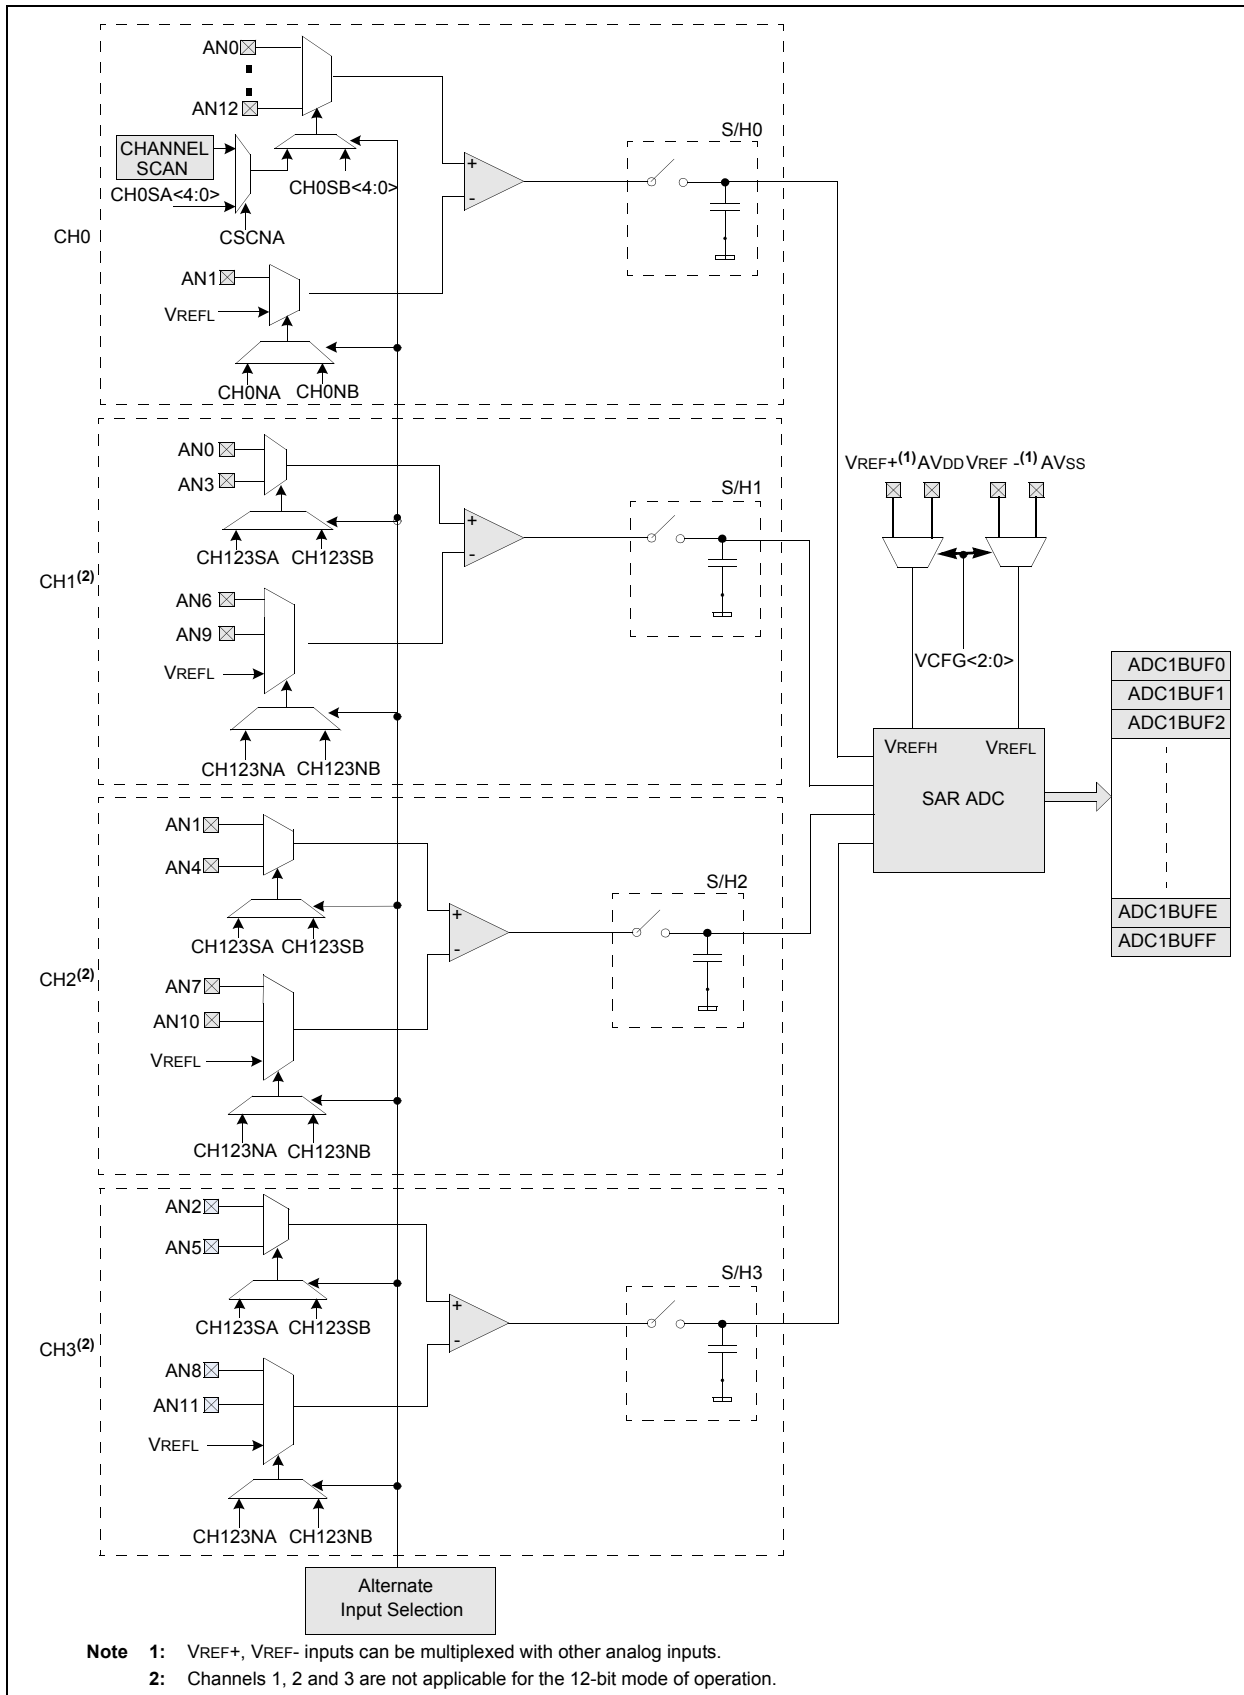 AN0
AN12
CHANNEL
SCAN
CH0SA<4:0>
CH0SB<4:0>
CSCNA
CH0
AN1
VREFL
CH0NA
CH0NB
+
-
S/H0
AN0
AN3
CH123SA
CH123SB
CH1(2)
AN6
AN9
VREFL
CH123NA
CH123NB
+
-
S/H1
AN1
AN4
CH123SA
CH123SB
CH2(2)
AN7
AN10
VREFL
CH123NA
CH123NB
+
-
S/H2
AN2
AN5
CH123SA
CH123SB
CH3(2)
AN8
AN11
VREFL
CH123NA
CH123NB
+
-
S/H3
VREF+(1) AVDD VREF -(1) AVSS
VCFG<2:0>
VREFH
VREFL
SAR ADC
ADC1BUF0
ADC1BUF1
ADC1BUF2
ADC1BUFE
ADC1BUFF
Alternate
Input Selection
Note 1: VREF+, VREF- inputs can be multiplexed with other analog inputs.
2: Channels 1, 2 and 3 are not applicable for the 12-bit mode of operation.